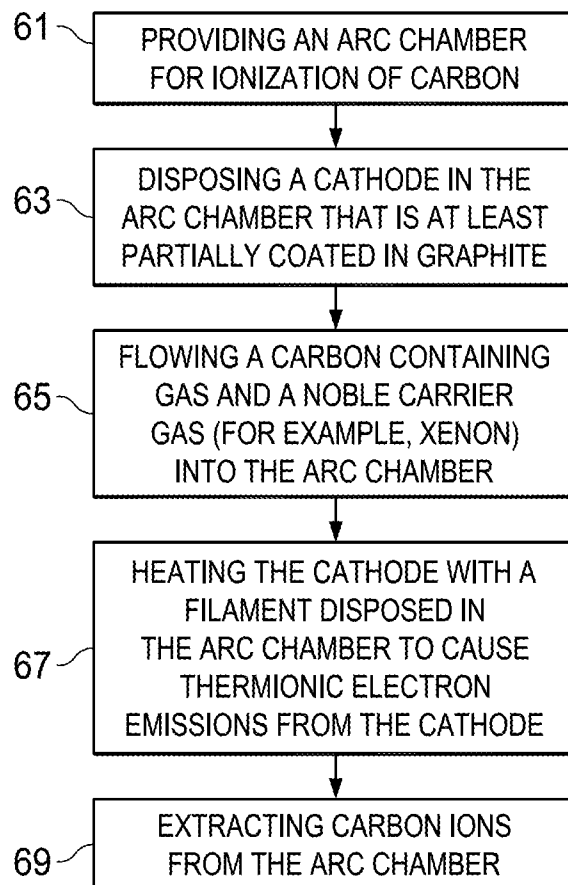 61
PROVIDING AN ARC CHAMBER
FOR IONIZATION OF CARBON
63
DISPOSING A CATHODE IN THE
ARC CHAMBER THAT IS AT LEAST
PARTIALLY COATED IN GRAPHITE
65
FLOWING A CARBON CONTAINING
GAS AND A NOBLE CARRIER
GAS (FOR EXAMPLE, XENON)
INTO THE ARC CHAMBER
67
HEATING THE CATHODE WITH A
FILAMENT DISPOSED IN
THE ARC CHAMBER TO CAUSE
THERMIONIC ELECTRON
EMISSIONS FROM THE CATHODE
69
EXTRACTING CARBON IONS
FROM THE ARC CHAMBER